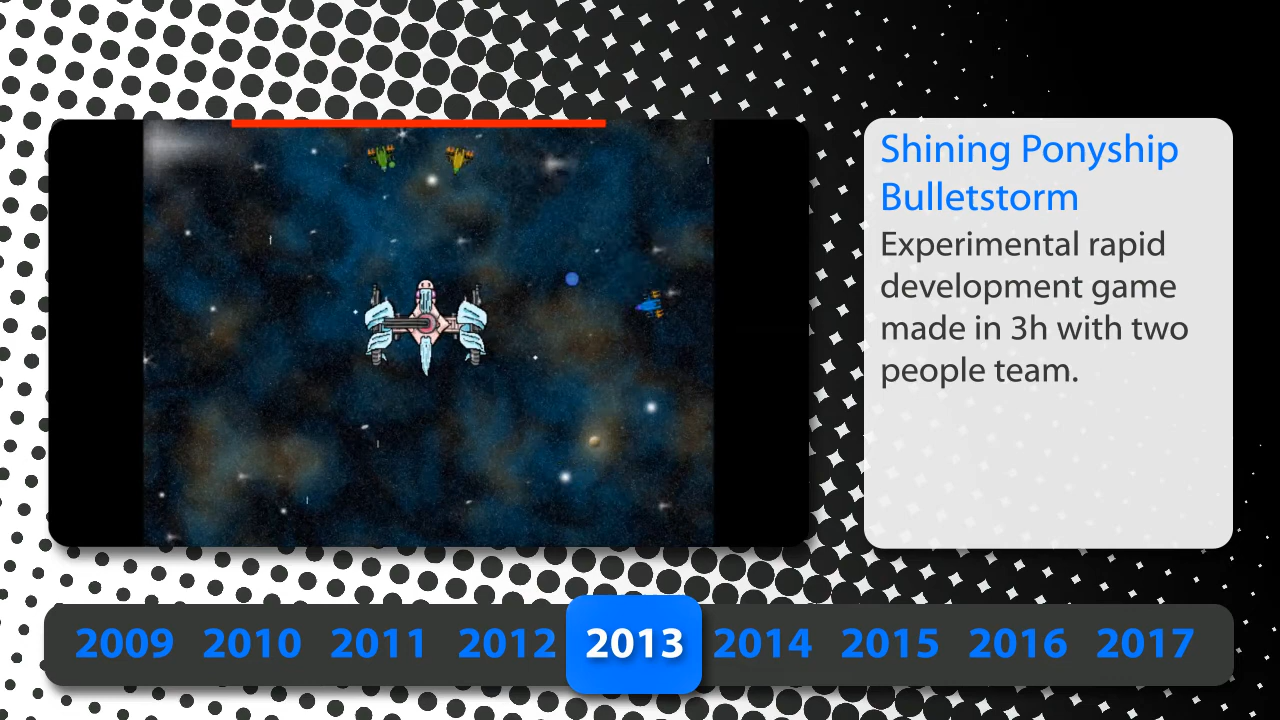 Shining Ponyship
Bulletstorm
Experimental rapid
development game
made in 3h with two
people team.
2009 2010 2011 2012 2013 2014 2015 2016 2017